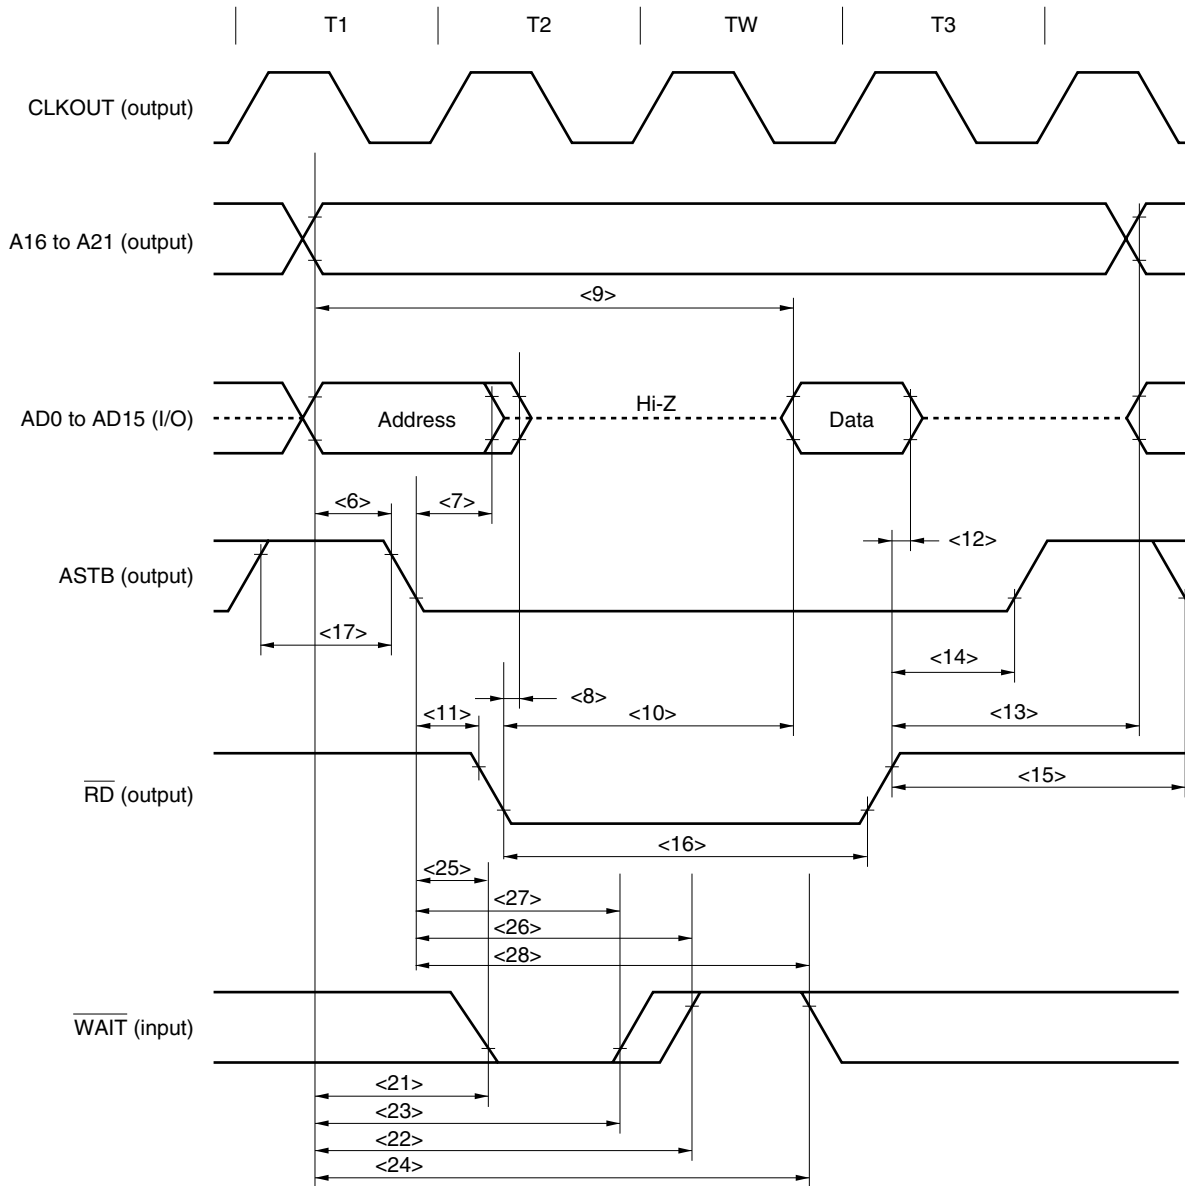 T1 T2 TW T3
CLKOUT (output)
A16 to A21 (output)
<9>
Hi-Z
AD0 to AD15 (I/O) Address Data
<6> <7>
<12>
ASTB (output)
<17>
<14>
<8>
<11> <10> <13>
<15>
RD (output)
<16>
<25>
<27>
<26>
<28>
WAIT (input)
<21>
<23>
<22>
<24>